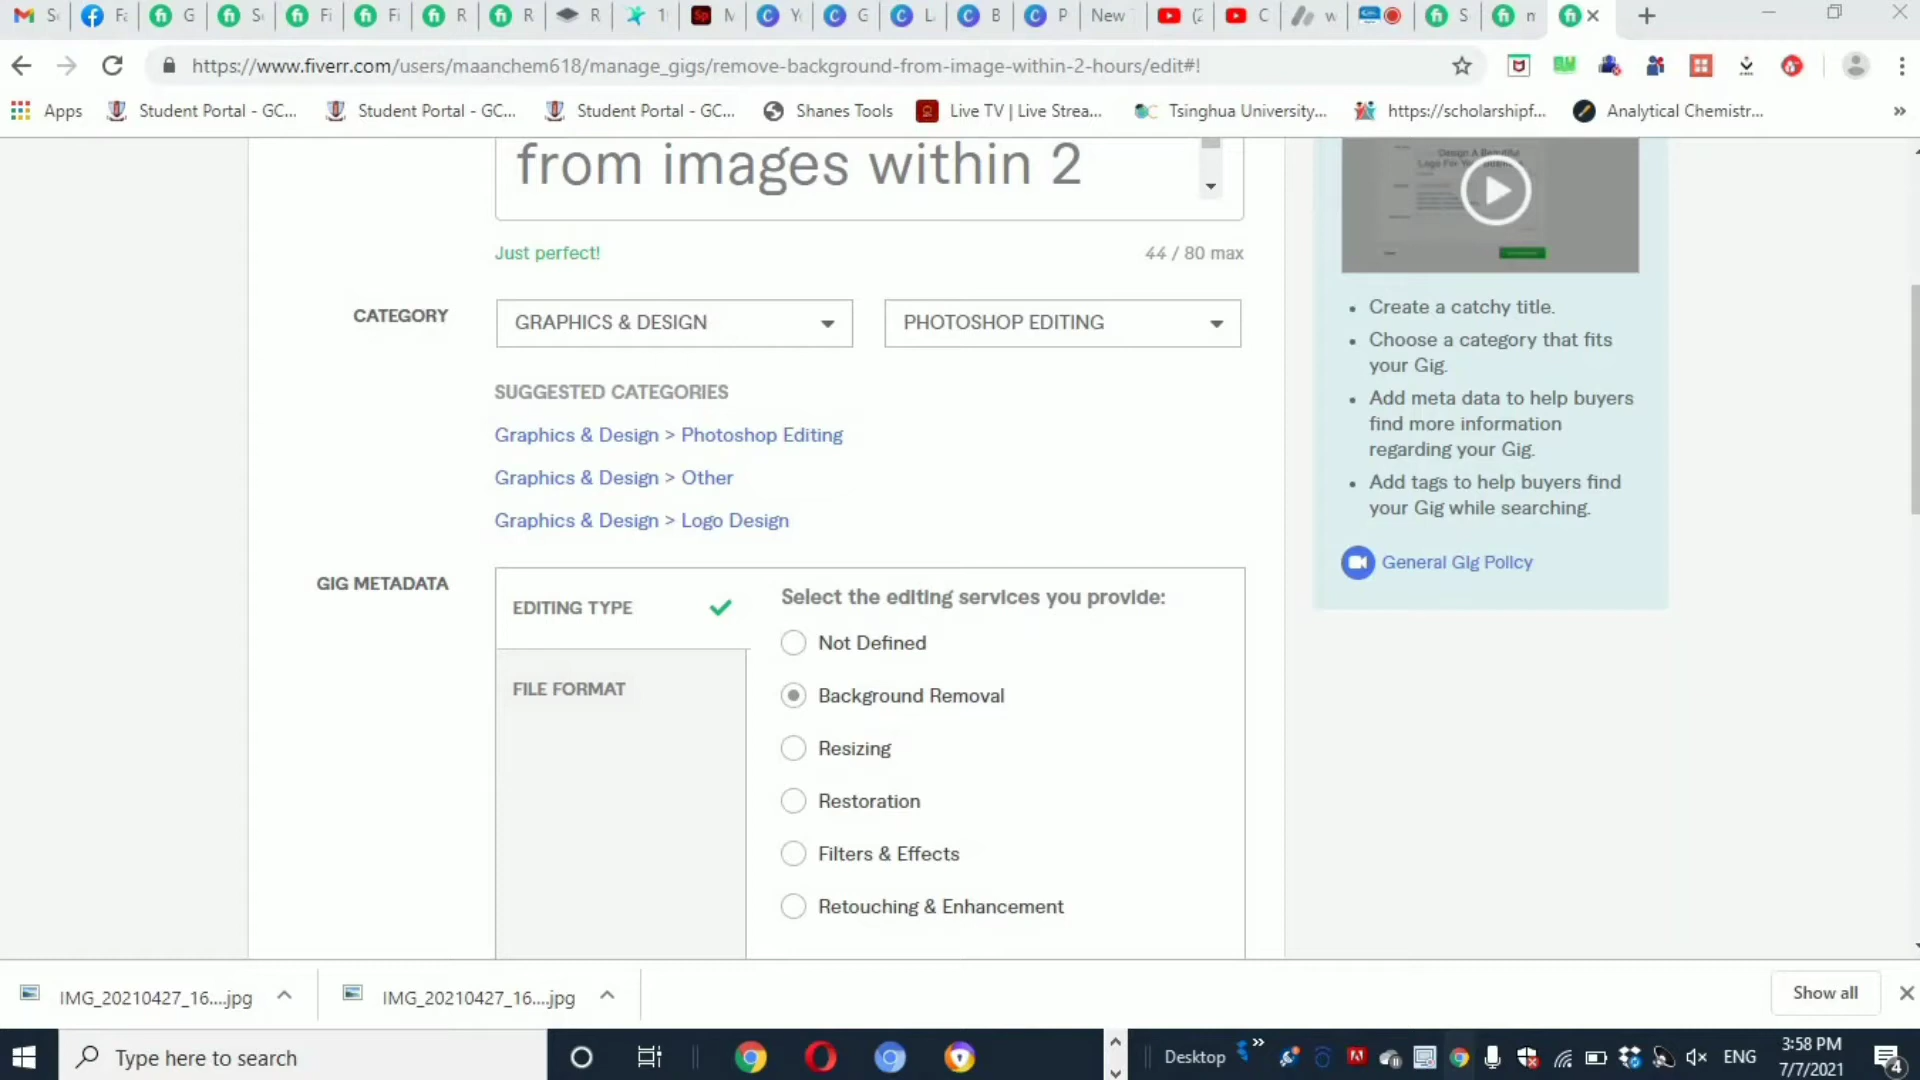 https://www.fiverr.com/users/maanchem618/manage_gigs/remove-background-from-image-within-2-hours/edit#!
Apps
Student Portal - GC...
Student Portal - GC...
Student Portal - GC...
Shanes Tools
Live TV | Live Strea...
Tsinghua University...
https://scholarshipf...
Analytical Chemistr...
»
from images within 2
Just perfect!
44 / 80 max
CATEGORY
GRAPHICS & DESIGN
PHOTOSHOP EDITING
SUGGESTED CATEGORIES
Graphics & Design > Photoshop Editing
Graphics & Design > Other
Graphics & Design > Logo Design
GIG METADATA
EDITING TYPE
FILE FORMAT
Select the editing services you provide:
Not Defined
Background Removal
Resizing
Restoration
Filters & Effects
Retouching & Enhancement
• Create a catchy title.
• Choose a category that fits
your Gig.
• Add meta data to help buyers
find more information
regarding your Gig.
• Add tags to help buyers find
your Gig while searching.
General Gig Policy
IMG_20210427_16....jpg
IMG_20210427_16....jpg
Show all
Type here to search
Desktop
ENG
3:58 PM
7/7/2021
4